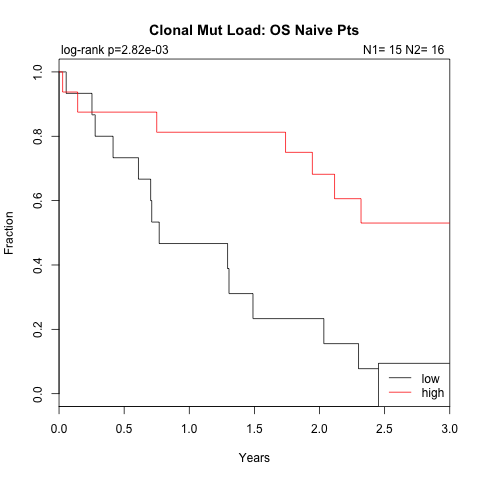 Clonal Mut Load: OS Naive Pts
log-rank p=2.82e-03 N1= 15 N2= 16
1.0
0.8
0.6
0.4
0.2
0.0
Fraction
low
high
0.0 0.5 1.0 1.5 2.0 2.5 3.0
Years